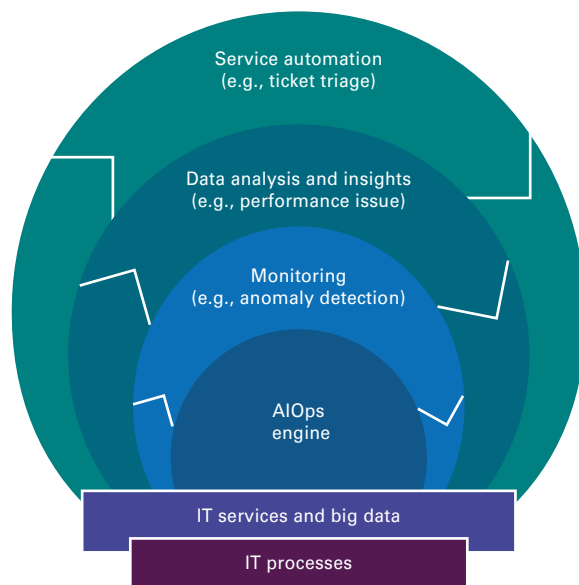 Service automation
(e.g., ticket triage)
Data analysis and insights
(e.g., performance issue)
Monitoring
(e.g., anomaly detection)
AIOps
engine
IT services and big data
IT processes